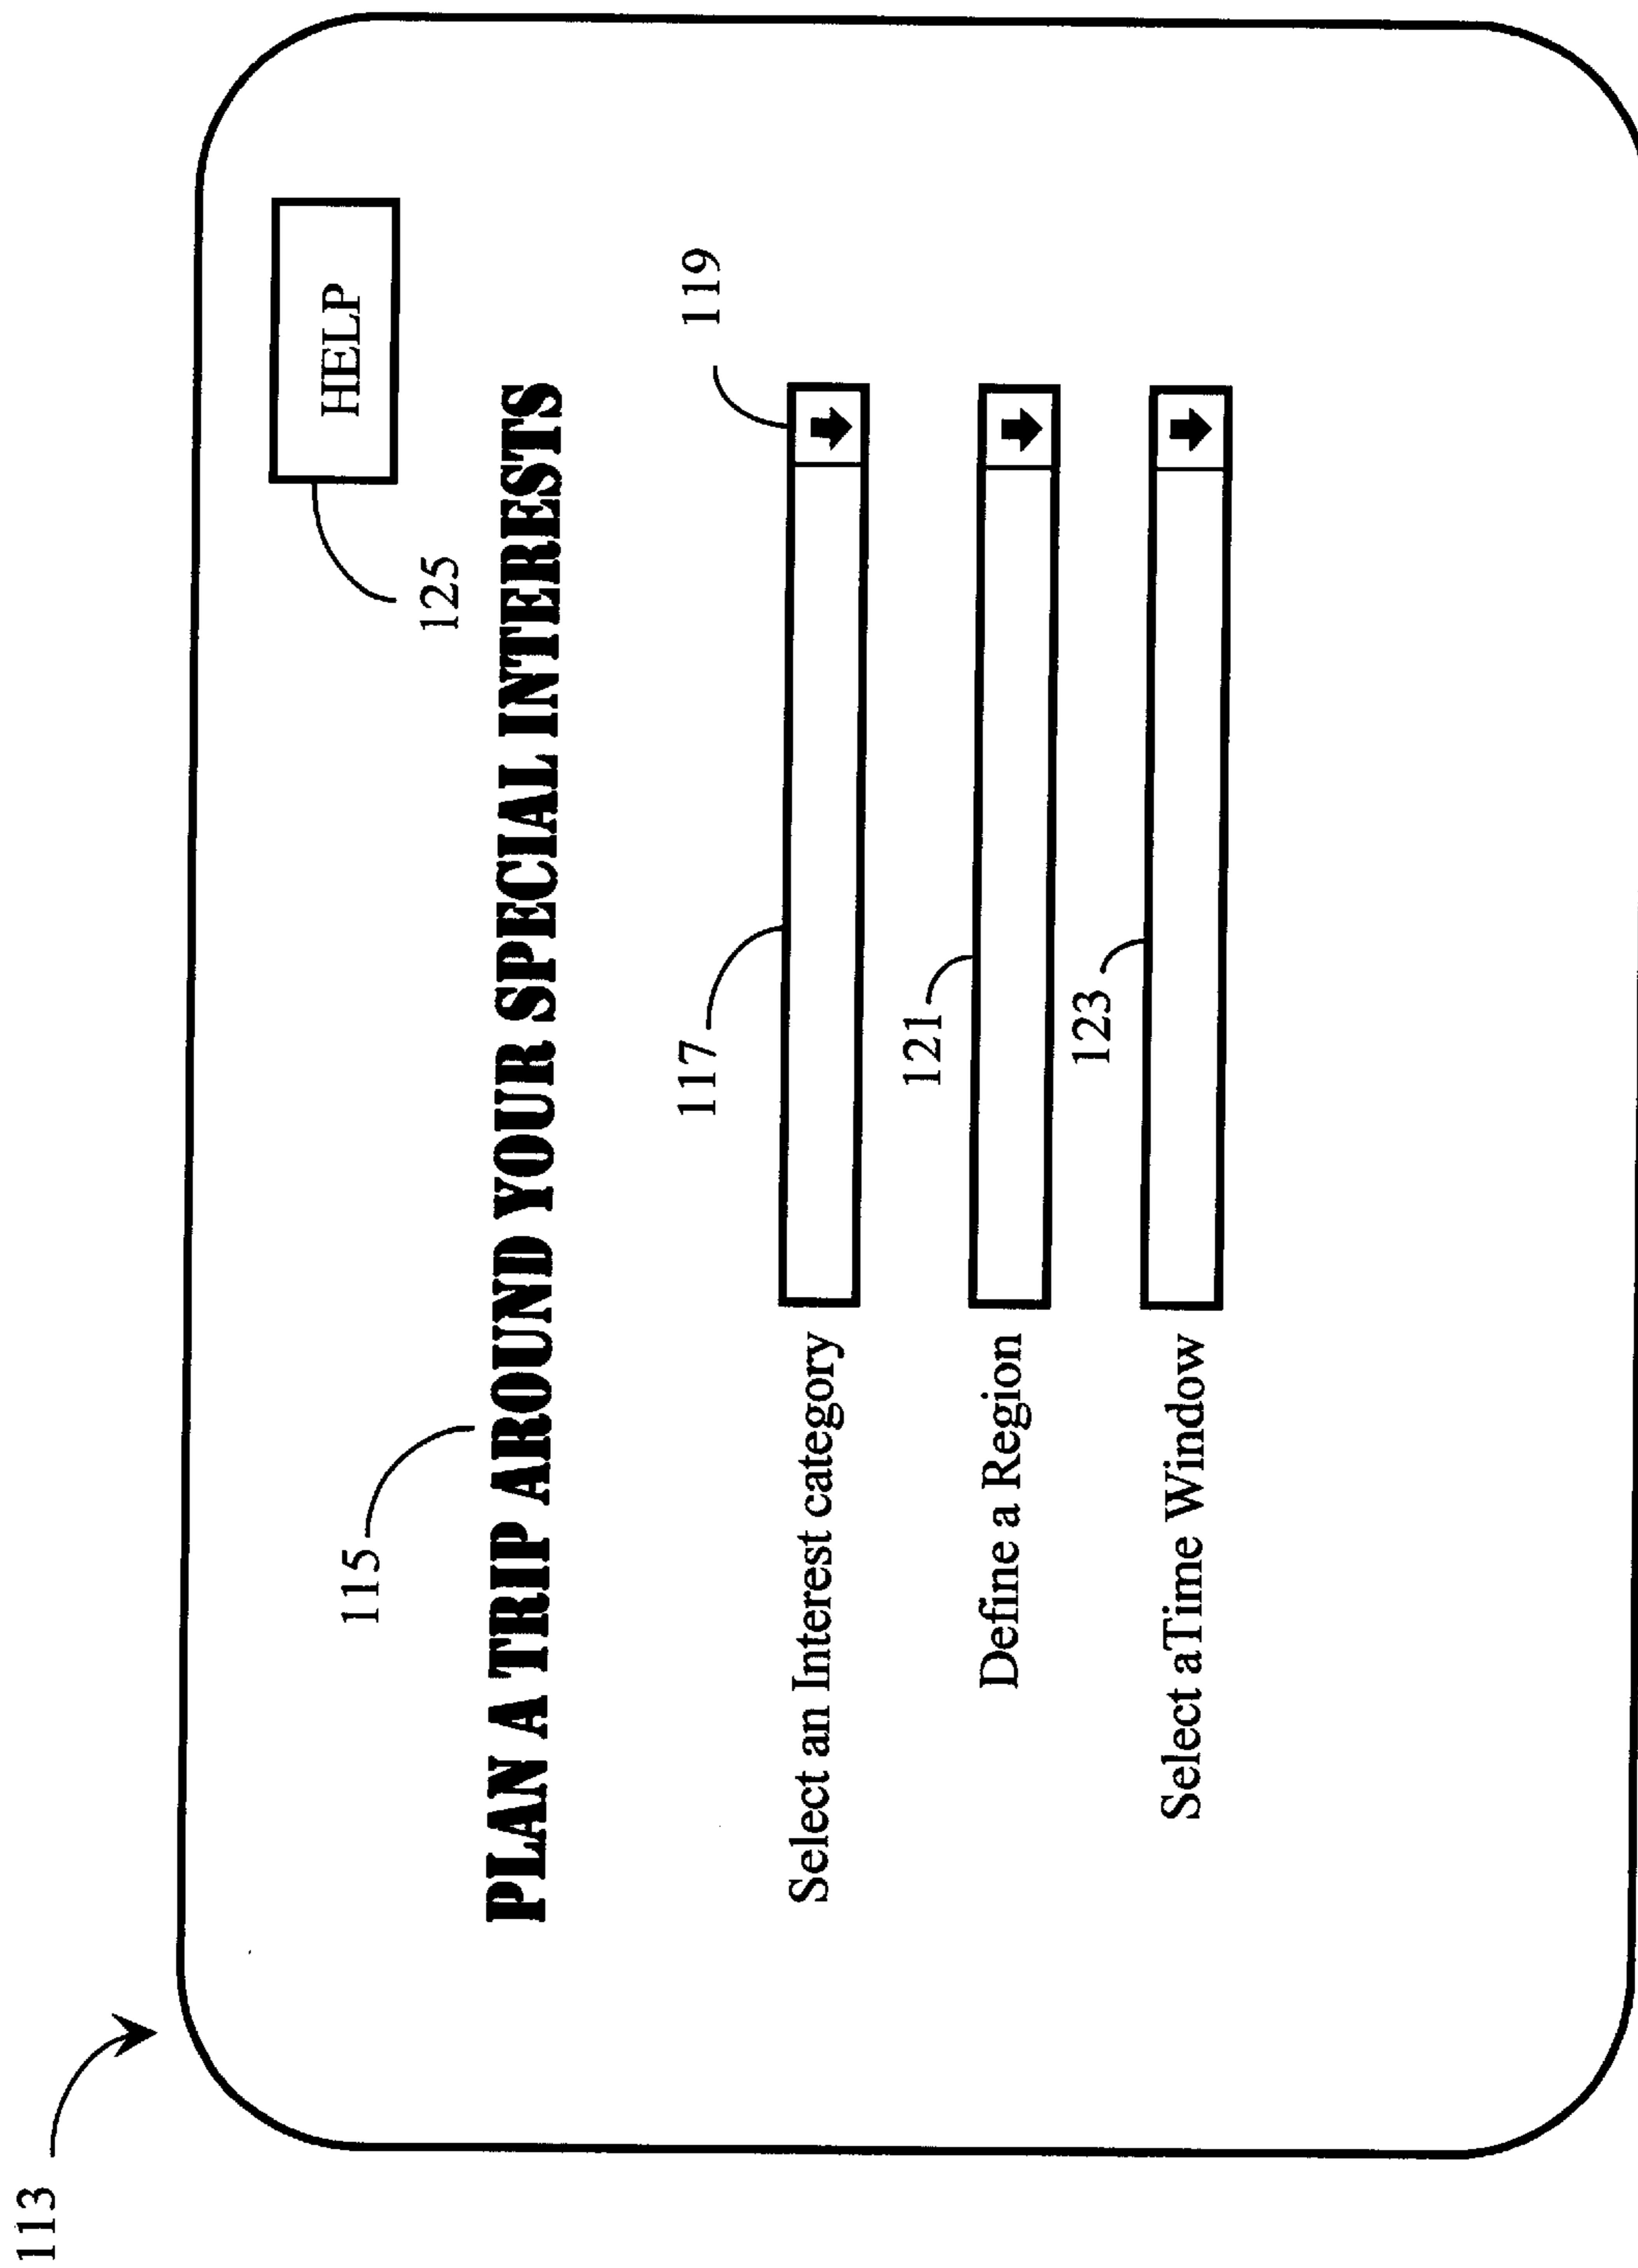 113
HELP
125
115
PLAN A TRIP AROUND YOUR SPECIAL INTERESTS
117
119
Select an Interest category
121
Define a Region
123
Select aTime Window